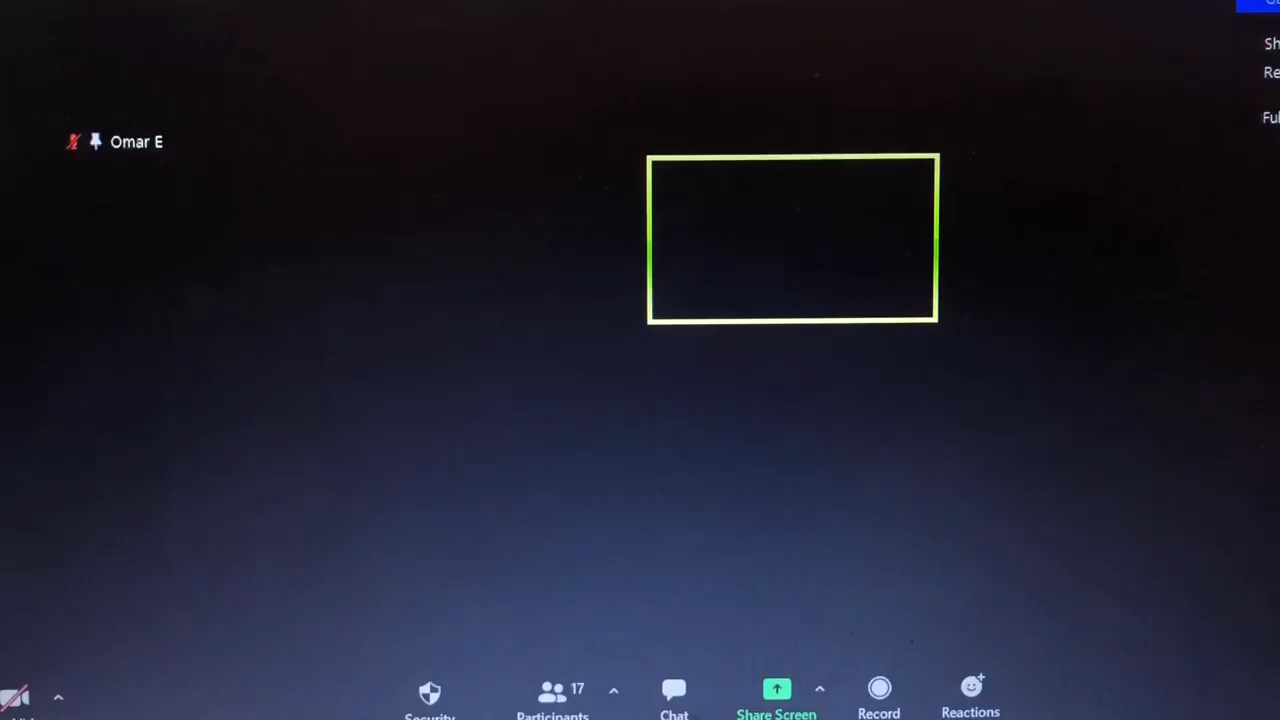 Sh
Re
Ful
Omar E
17
Security
Participants
Chat
Share Screen
Record
Reactions